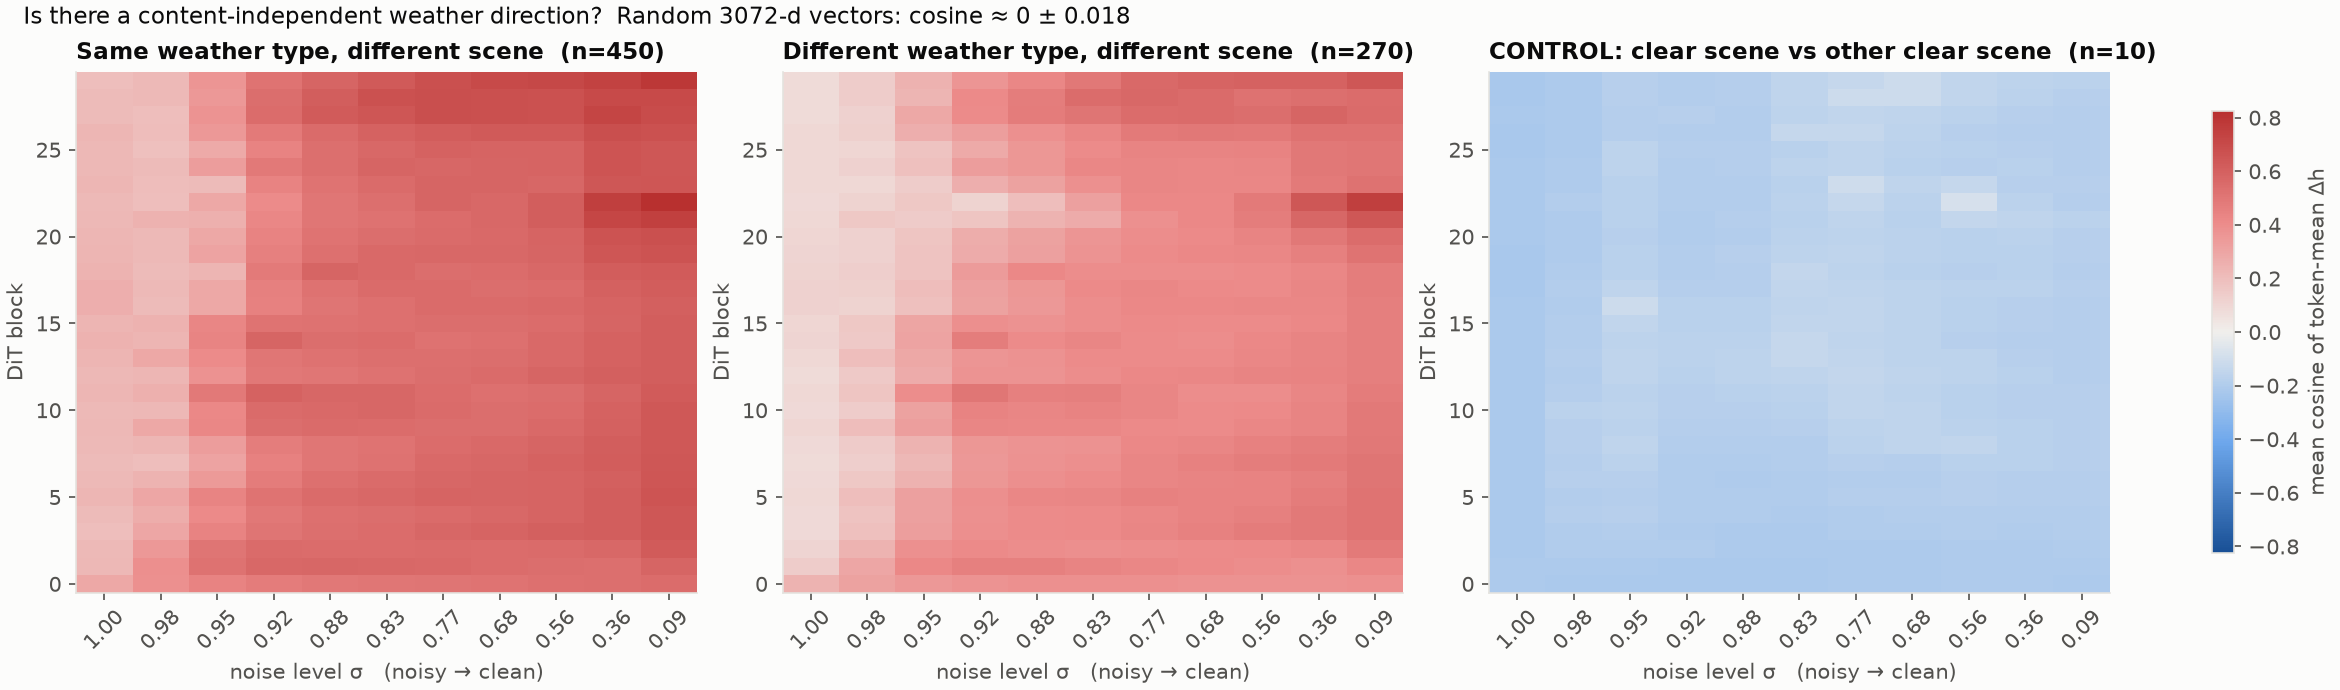 Is there a content-independent weather direction?  Random 3072-d vectors: cosine ≈ 0 ± 0.018
Same weather type, different scene  (n=450)
Different weather type, different scene  (n=270)
CONTROL: clear scene vs other clear scene  (n=10)
DiT block
25
20
15
10
5
0
1.00 0.98 0.95 0.92 0.88 0.83 0.77 0.68 0.56 0.36 0.09
noise level σ   (noisy → clean)
DiT block
25
20
15
10
5
0
1.00 0.98 0.95 0.92 0.88 0.83 0.77 0.68 0.56 0.36 0.09
noise level σ   (noisy → clean)
DiT block
25
20
15
10
5
0
1.00 0.98 0.95 0.92 0.88 0.83 0.77 0.68 0.56 0.36 0.09
noise level σ   (noisy → clean)
0.8
0.6
0.4
0.2
0.0
−0.2
−0.4
−0.6
−0.8
mean cosine of token-mean Δh